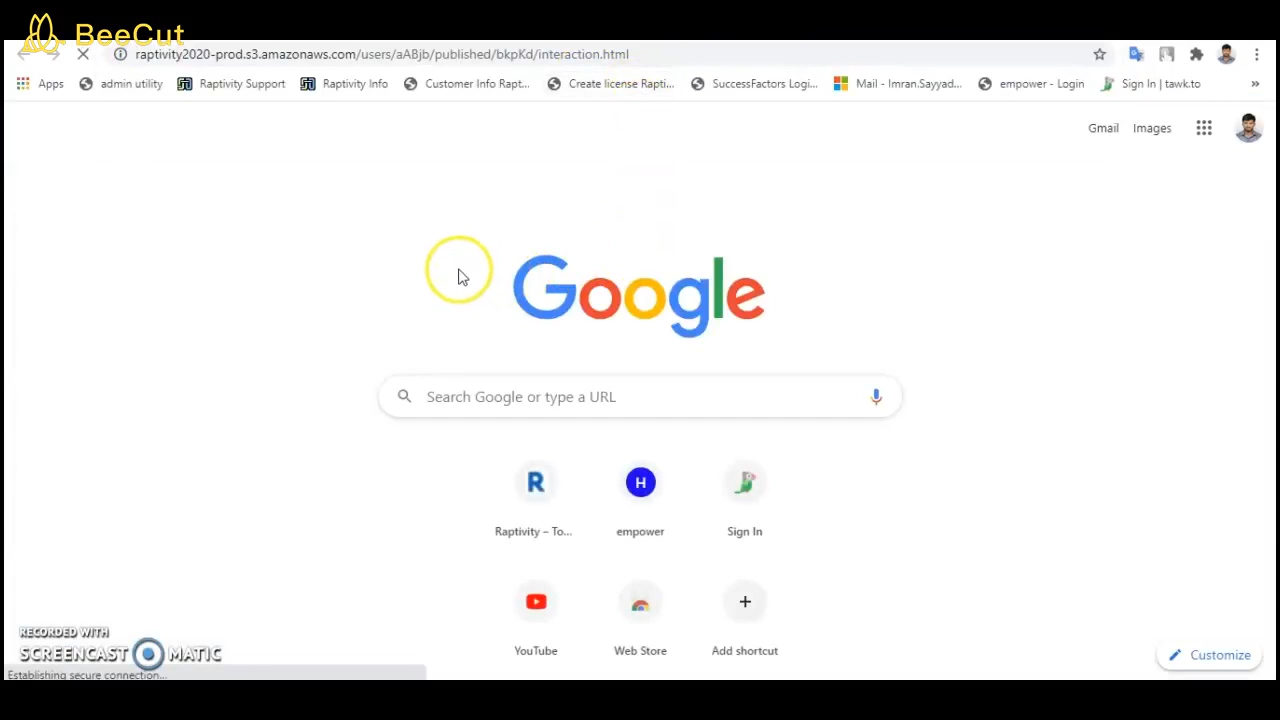 BeeCut
raptivity2020-prod.s3.amazonaws.com/users/aABjb/published/bkpKd/interaction.html
Apps admin utility Raptivity Support Raptivity Info Customer Info Rapt... Create license Rapti... SuccessFactors Logi... Mail - Imran.Sayyad... empower - Login Sign In | tawk.to »
Gmail Images
Google
Search Google or type a URL
R H
Raptivity – To... empower Sign In
YouTube Web Store Add shortcut
RECORDED WITH
SCREENCAST MATIC
Customize
Establishing secure connection...